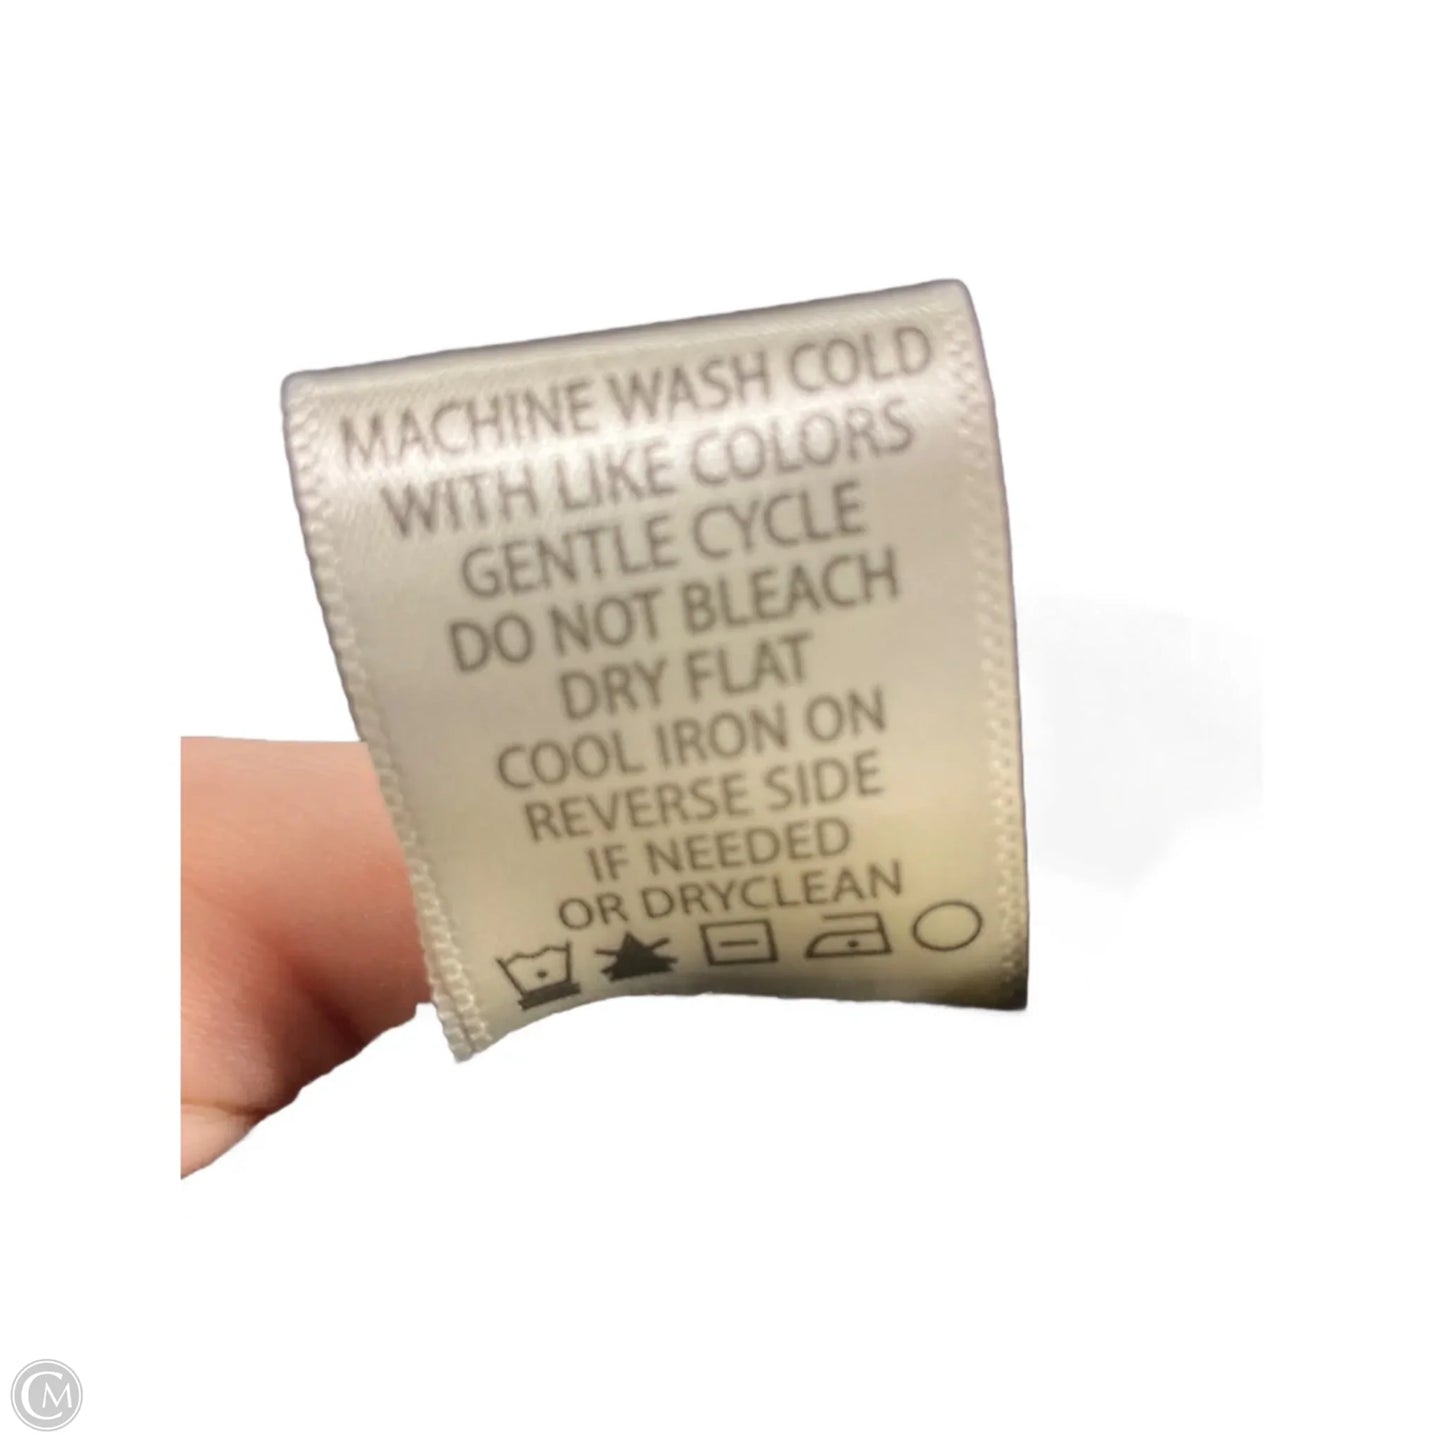 MACHINE WASH COLD
WITH LIKE COLORS
GENTLE CYCLE
DO NOT BLEACH
DRY FLAT
COOL IRON ON
REVERSE SIDE
IF NEEDED
OR DRYCLEAN
CM